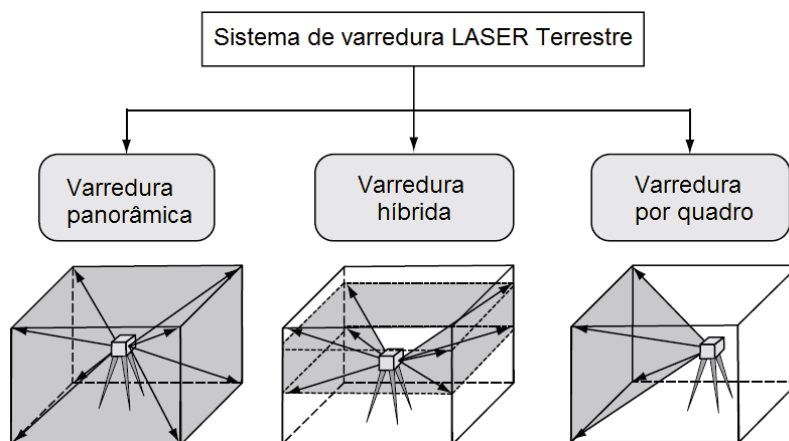 Sistema de varredura LASER Terrestre
Varredura
panorâmica
Varredura
híbrida
Varredura
por quadro